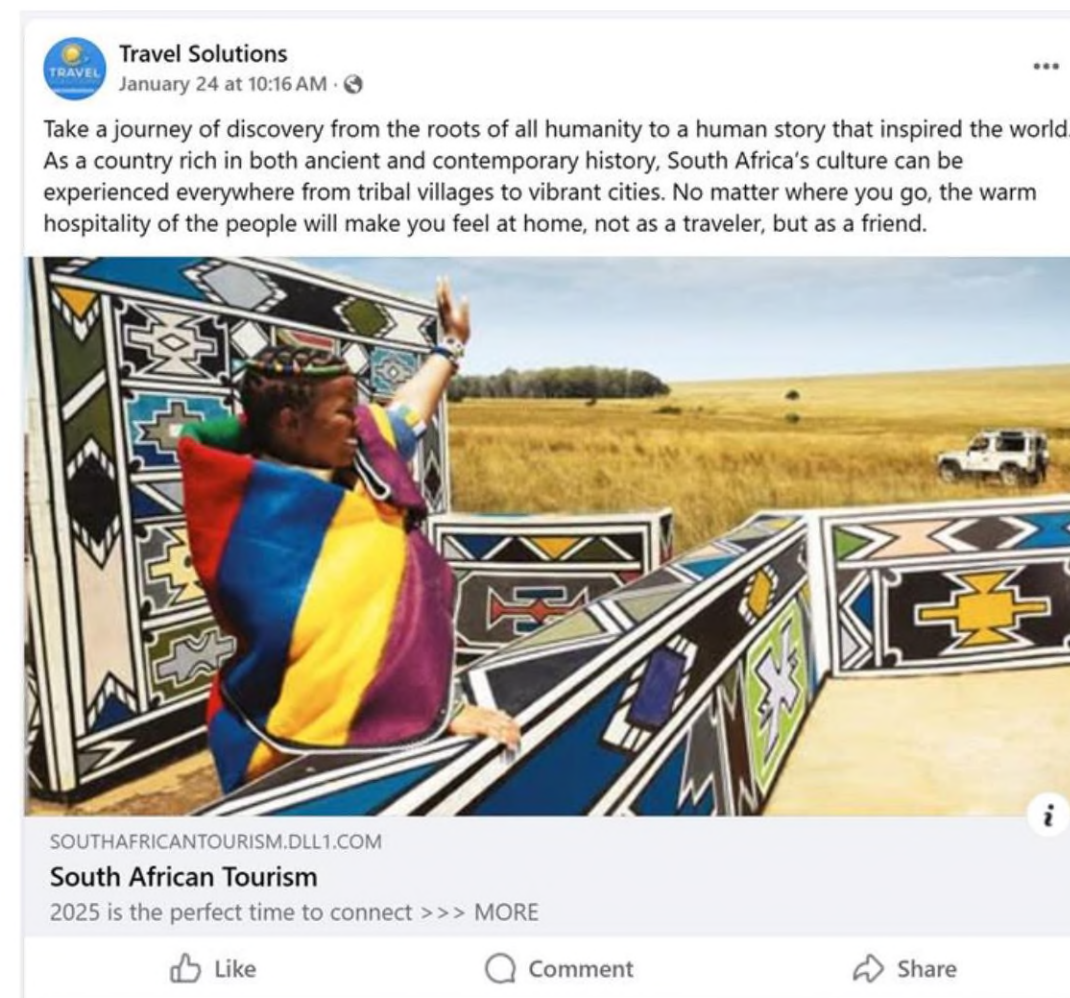 TRAVEL
Travel Solutions
January 24 at 10:16 AM ·
Take a journey of discovery from the roots of all humanity to a human story that inspired the world.
As a country rich in both ancient and contemporary history, South Africa's culture can be
experienced everywhere from tribal villages to vibrant cities. No matter where you go, the warm
hospitality of the people will make you feel at home, not as a traveler, but as a friend.
i
SOUTHAFRICANTOURISM.DLL1.COM
South African Tourism
2025 is the perfect time to connect >>> MORE
Like Comment Share